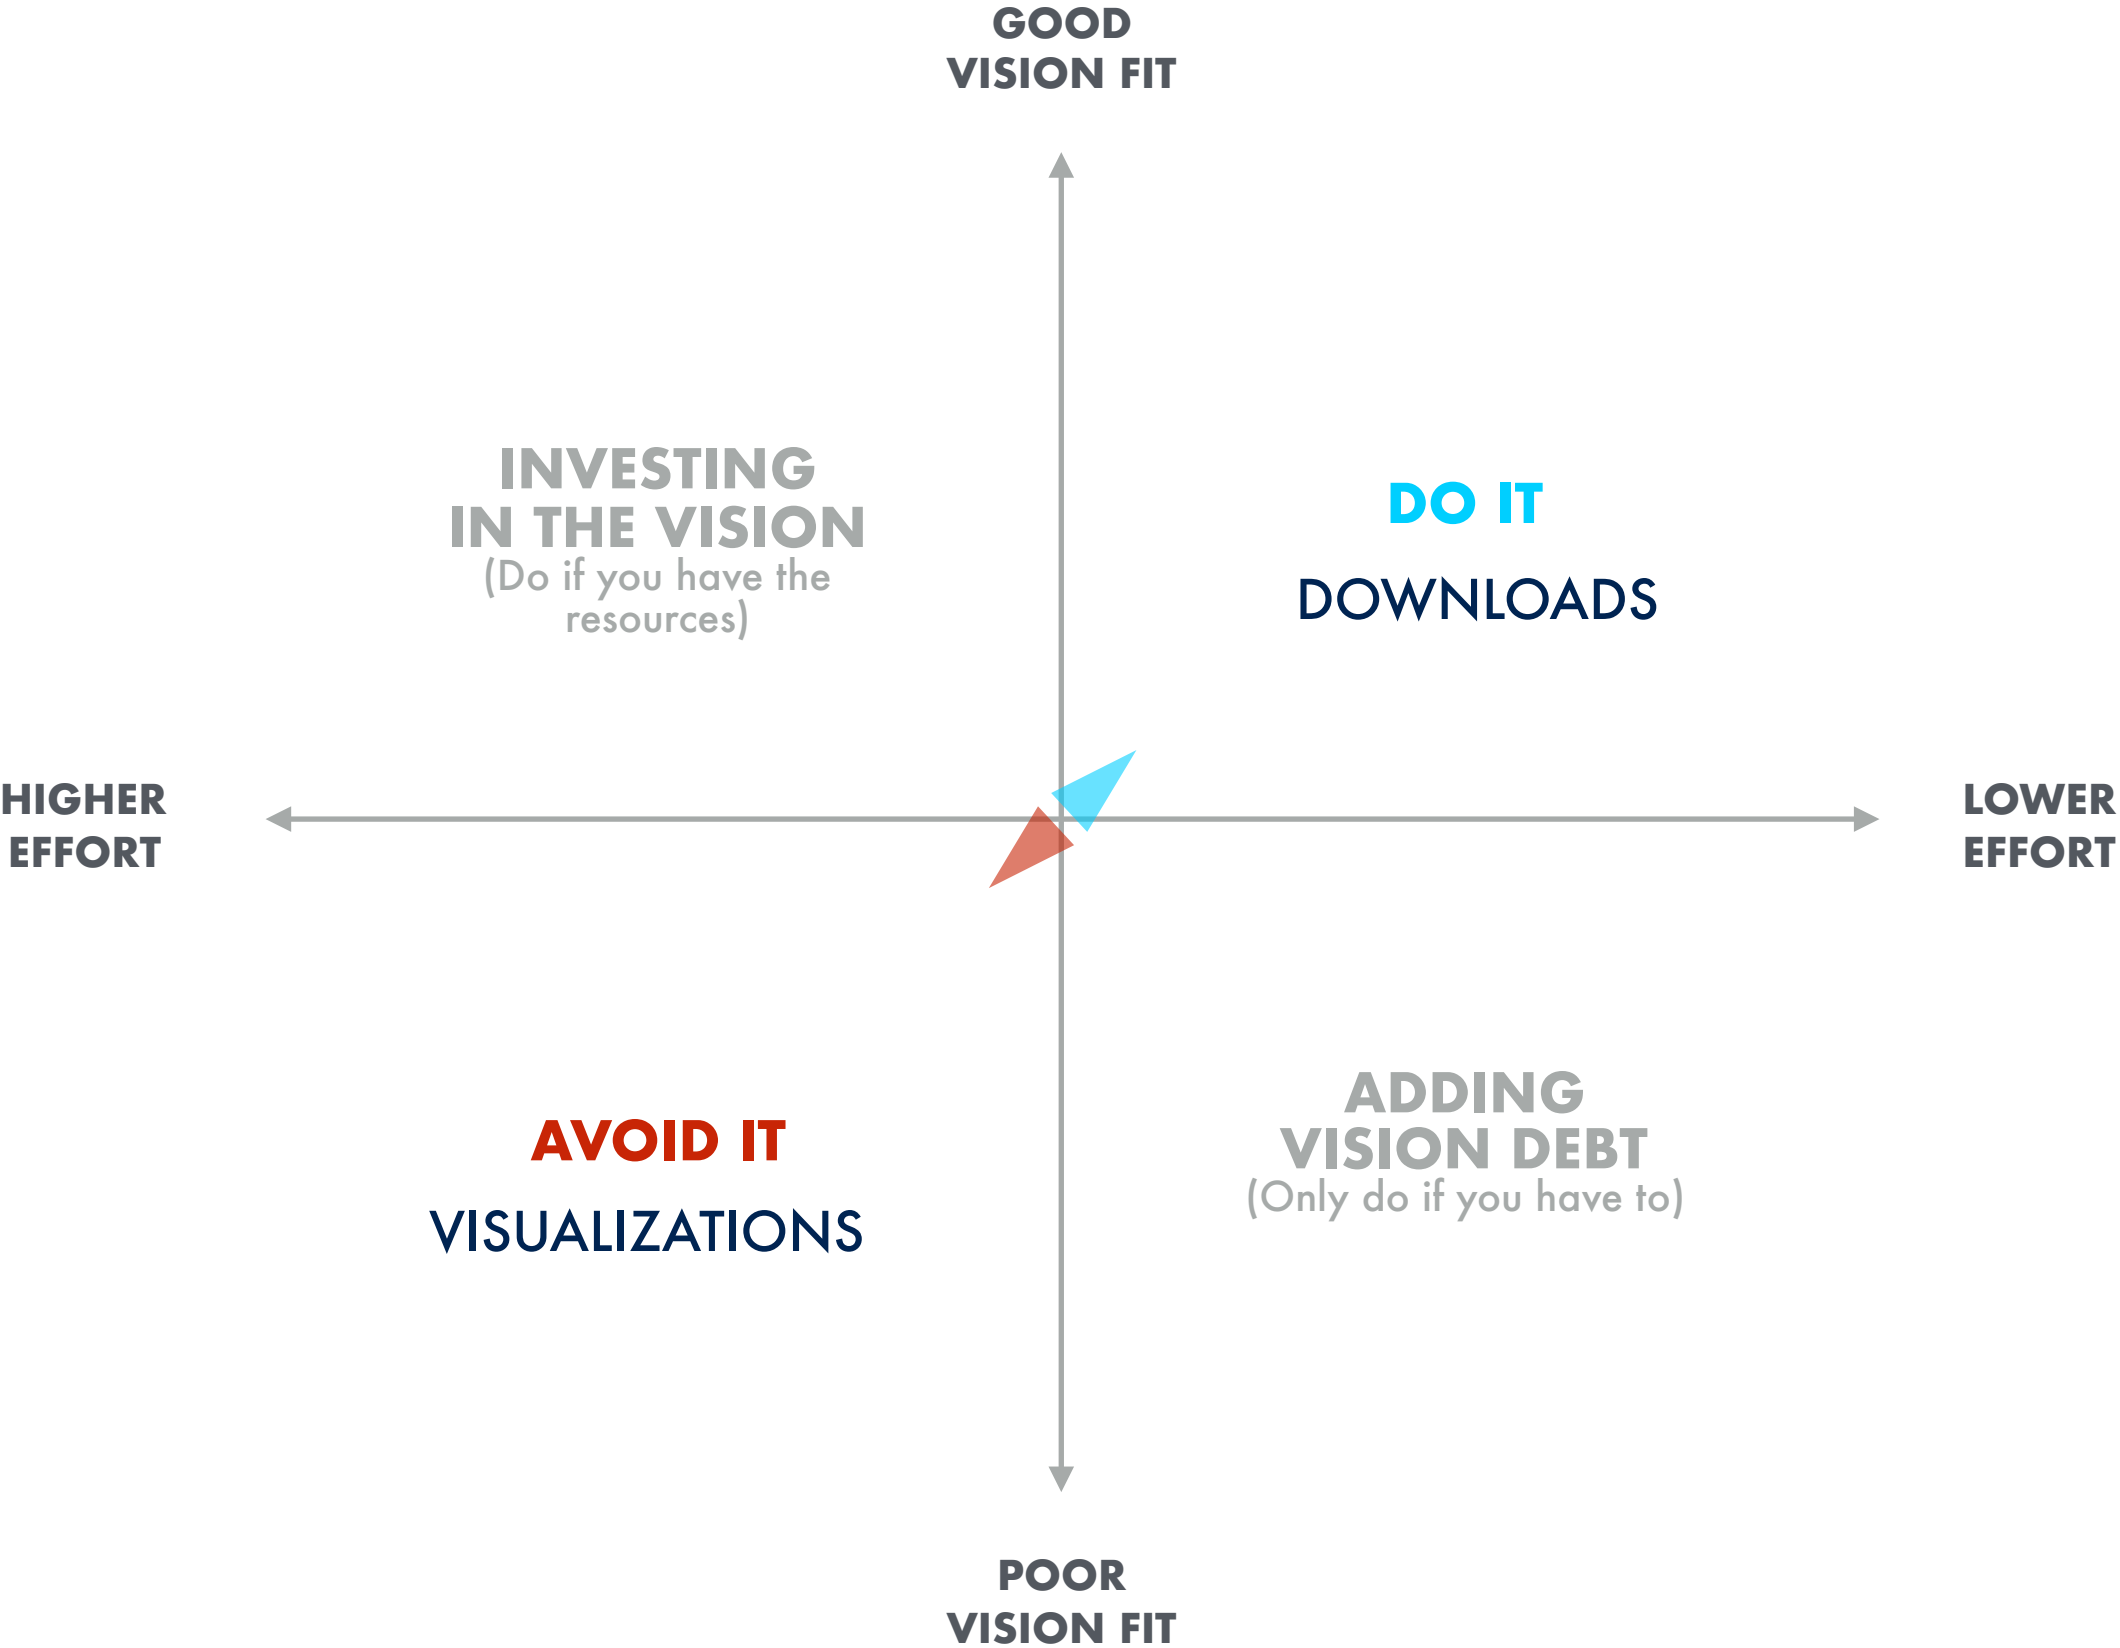 GOOD
VISION FIT
INVESTING
IN THE VISION
(Do if you have the
resources)
DO IT
DOWNLOADS
HIGHER
EFFORT
LOWER
EFFORT
AVOID IT
VISUALIZATIONS
ADDING
VISION DEBT
(Only do if you have to)
POOR
VISION FIT